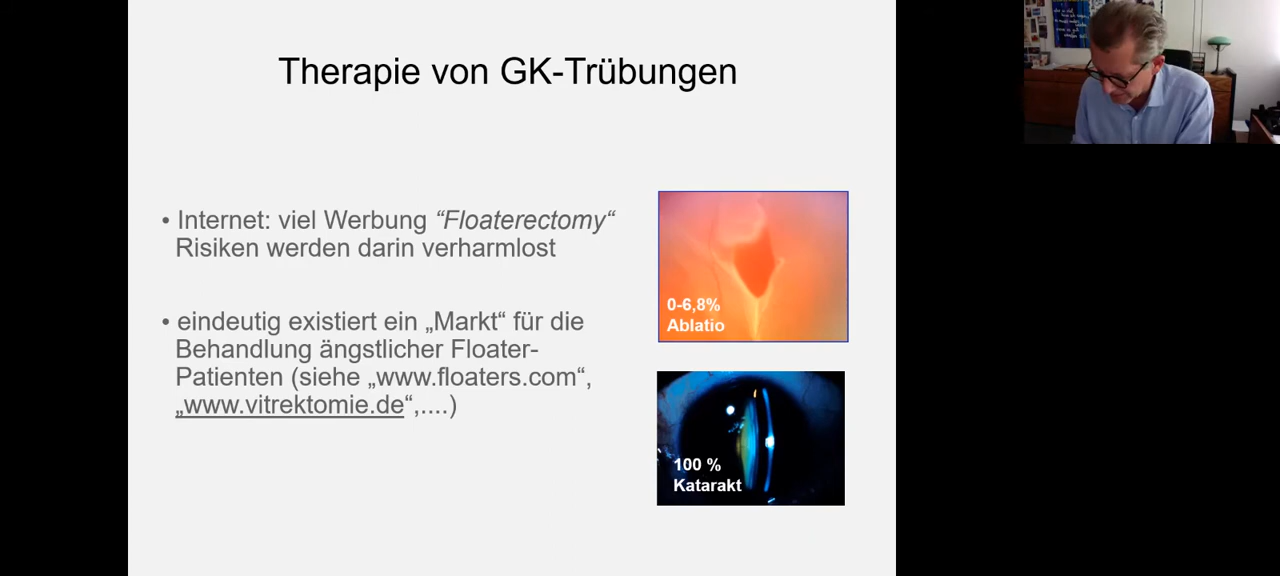 Therapie von GK-Trübungen
• Internet: viel Werbung “Floaterectomy“
Risiken werden darin verharmlost
• eindeutig existiert ein „Markt“ für die
Behandlung ängstlicher Floater-
Patienten (siehe „www.floaters.com“,
„www.vitrektomie.de“,....)
0-6,8%
Ablatio
100 %
Katarakt